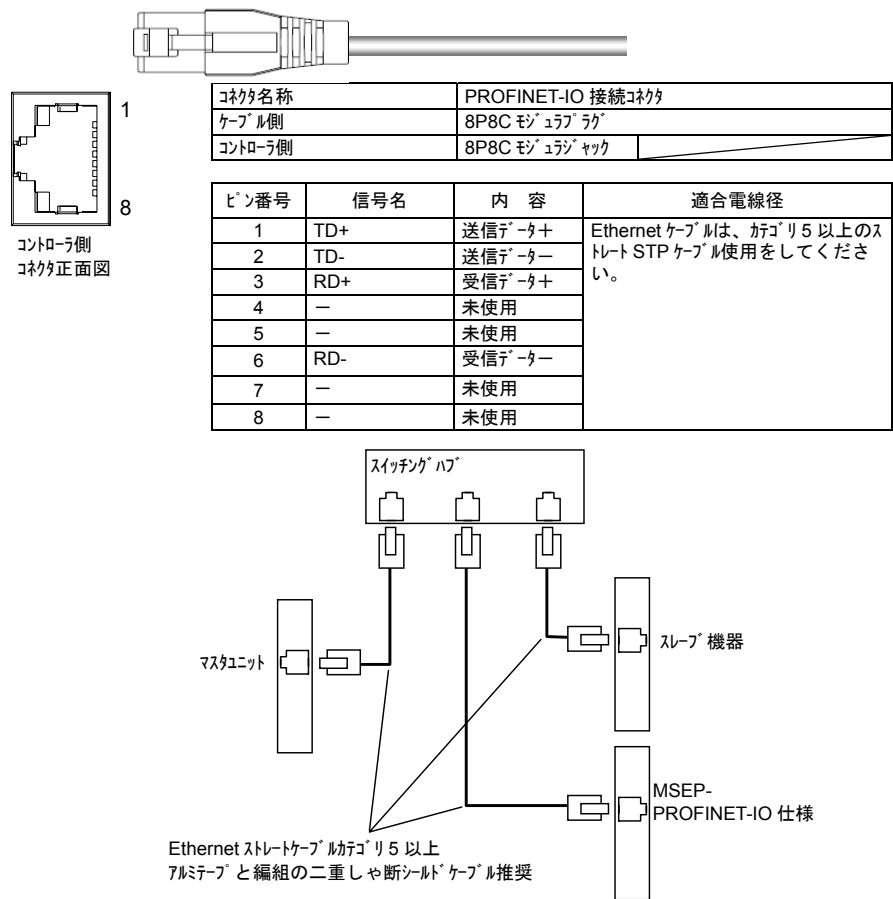 ｺﾈｸﾀ名称 PROFINET-IO 接続ｺﾈｸﾀ
ｹｰﾌﾞﾙ側 8P8C ﾓｼﾞｭﾗﾌﾟﾗｸﾞ
ｺﾝﾄﾛｰﾗ側 8P8C ﾓｼﾞｭﾗｼﾞｬｯｸ
1
8
ｺﾝﾄﾛｰﾗ側
ｺﾈｸﾀ正面図
ﾋﾟﾝ番号 信号名 内 容 適合電線径
1 TD+ 送信ﾃﾞｰﾀ＋ Ethernet ｹｰﾌﾞﾙは、ｶﾃｺﾞﾘ 5 以上のｽ
2 TD- 送信ﾃﾞｰﾀｰ ﾄﾚｰﾄ STP ｹｰﾌﾞﾙ使用をしてくださ
3 RD+ 受信ﾃﾞｰﾀ＋ い。
4 － 未使用
5 － 未使用
6 RD- 受信ﾃﾞｰﾀｰ
7 － 未使用
8 － 未使用
ｽｲｯﾁﾝｸﾞﾊﾌﾞ
ﾏｽﾀﾕﾆｯﾄ
ｽﾚｰﾌﾞ機器
MSEP-
PROFINET-IO 仕様
Ethernet ｽﾄﾚｰﾄｹｰﾌﾞﾙｶﾃｺﾞﾘ 5 以上
ｱﾙﾐﾃｰﾌﾟと編組の二重しゃ断ｼｰﾙﾄﾞｹｰﾌﾞﾙ推奨